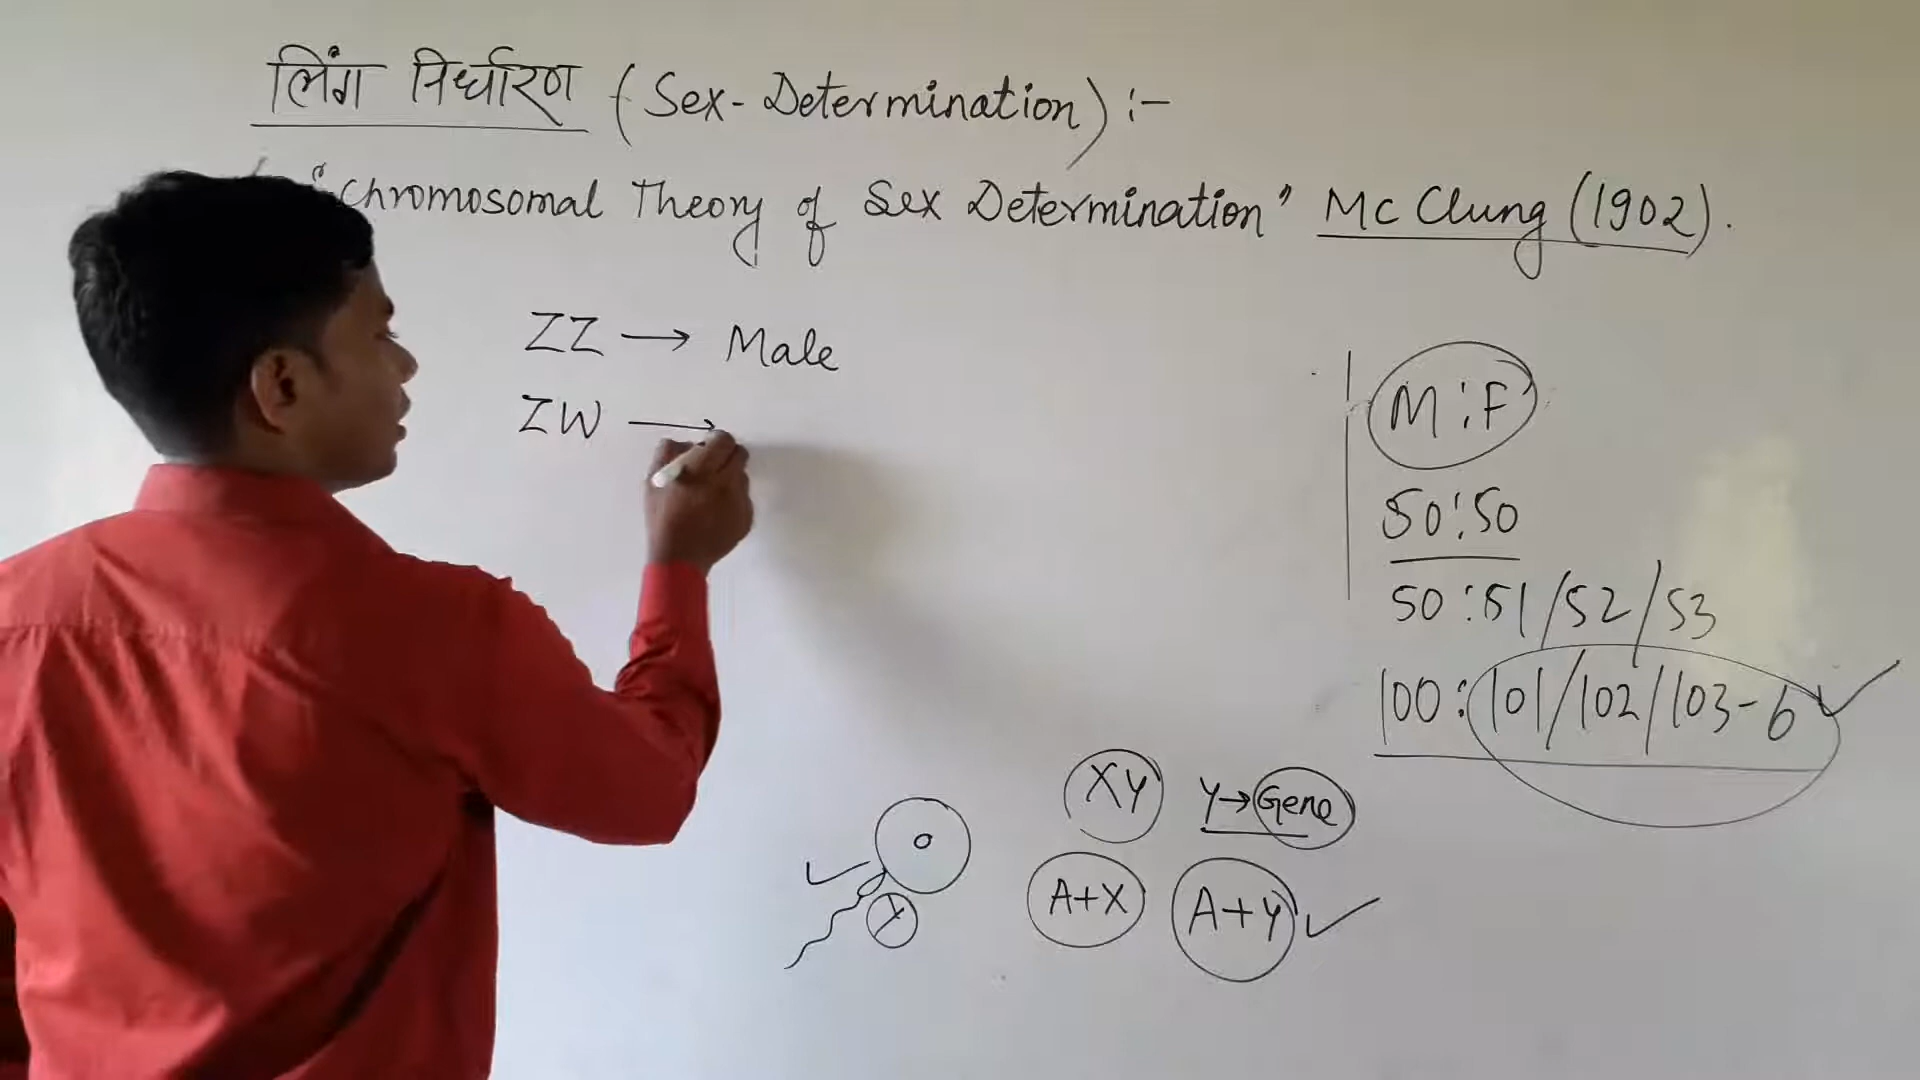 लिंग निर्धारण (Sex-Determination) :-
"Chromosomal Theory of Sex Determination" Mc Clung (1902).
ZZ → Male
ZW →
M:F
50:50
50:51/52/53
100:101/102/103-6
XY Y→Gene
A+X A+Y
Y